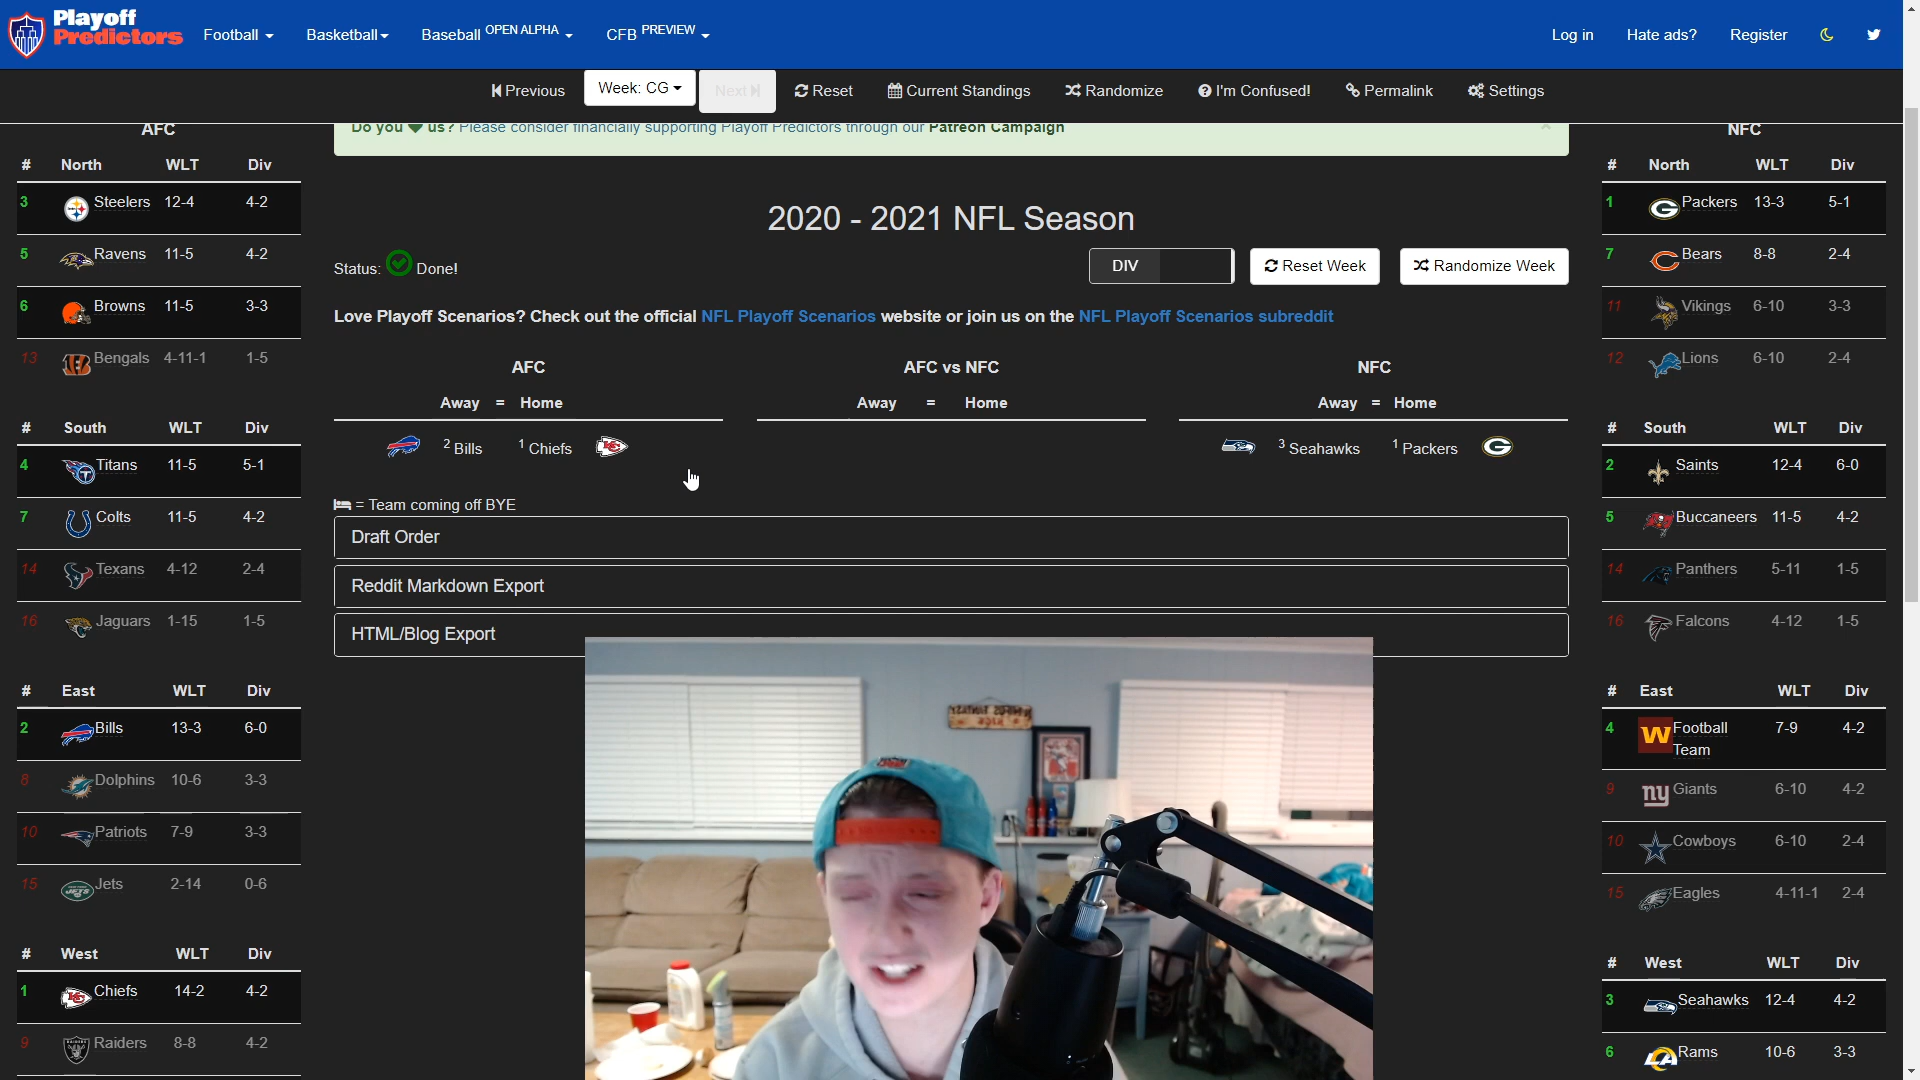 Playoff Predictors
Football
Basketball
Baseball OPEN ALPHA
CFB PREVIEW
Log in
Hate ads?
Register
Previous
Week: CG
Next
Reset
Current Standings
Randomize
I'm Confused!
Permalink
Settings
Do you us? Please consider financially supporting Playoff Predictors through our Patreon Campaign
2020 - 2021 NFL Season
Status: Done!
DIV
Reset Week
Randomize Week
Love Playoff Scenarios? Check out the official NFL Playoff Scenarios website or join us on the NFL Playoff Scenarios subreddit
AFC
Away = Home
2 Bills 1 Chiefs
AFC vs NFC
Away = Home
NFC
Away = Home
3 Seahawks 1 Packers
= Team coming off BYE
Draft Order
Reddit Markdown Export
HTML/Blog Export
AFC
# North WLT Div
3 Steelers 12-4 4-2
5 Ravens 11-5 4-2
6 Browns 11-5 3-3
13 Bengals 4-11-1 1-5
# South WLT Div
4 Titans 11-5 5-1
7 Colts 11-5 4-2
14 Texans 4-12 2-4
16 Jaguars 1-15 1-5
# East WLT Div
2 Bills 13-3 6-0
8 Dolphins 10-6 3-3
10 Patriots 7-9 3-3
15 Jets 2-14 0-6
# West WLT Div
1 Chiefs 14-2 4-2
9 Raiders 8-8 4-2
NFC
# North WLT Div
1 Packers 13-3 5-1
7 Bears 8-8 2-4
11 Vikings 6-10 3-3
12 Lions 6-10 2-4
# South WLT Div
2 Saints 12-4 6-0
5 Buccaneers 11-5 4-2
14 Panthers 5-11 1-5
16 Falcons 4-12 1-5
# East WLT Div
4 Football Team 7-9 4-2
9 Giants 6-10 4-2
10 Cowboys 6-10 2-4
15 Eagles 4-11-1 2-4
# West WLT Div
3 Seahawks 12-4 4-2
6 Rams 10-6 3-3